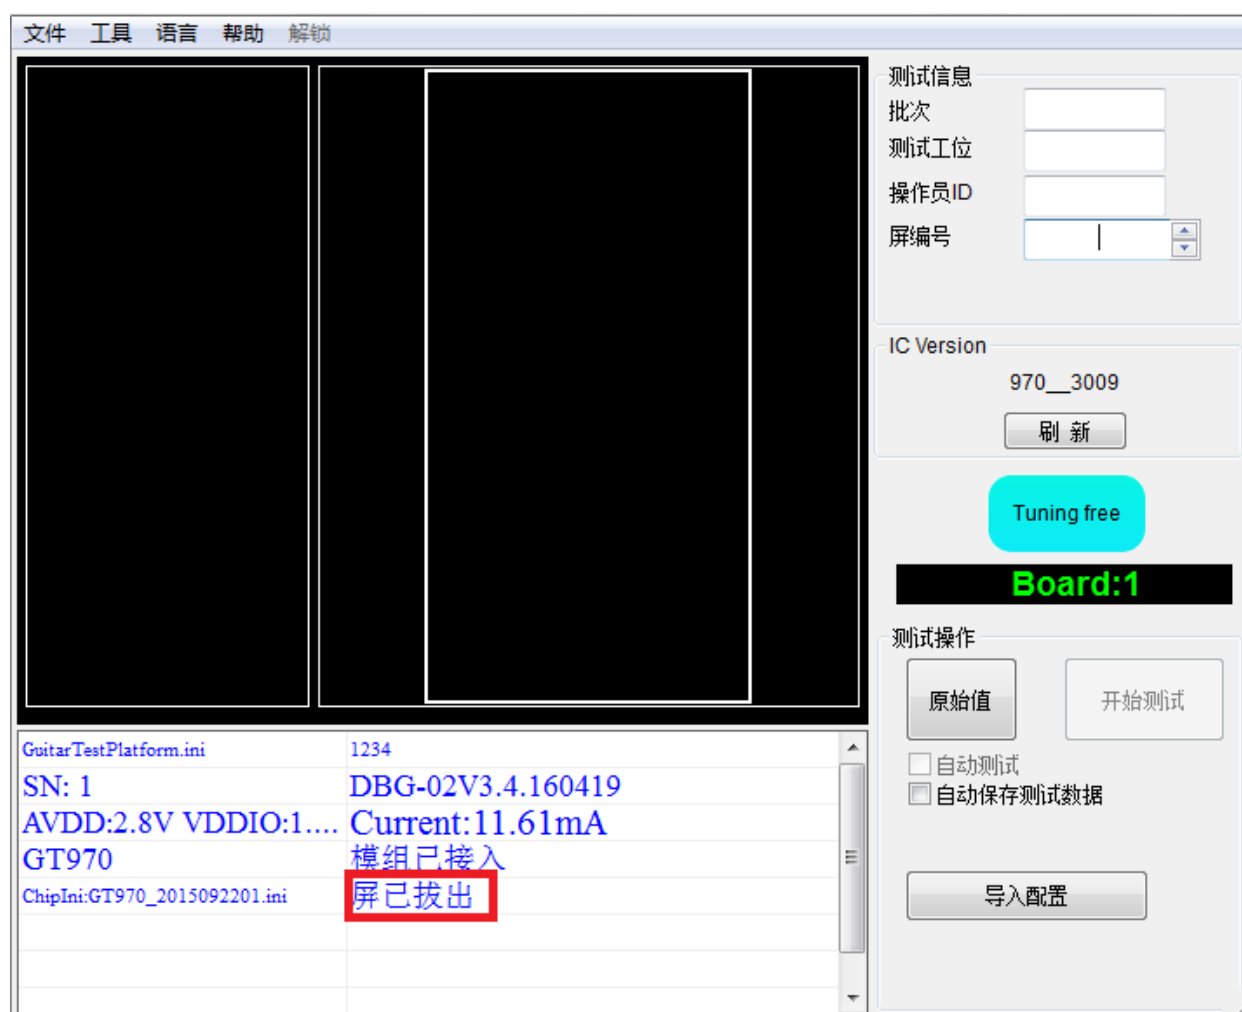 文件 工具 语言 帮助 解锁
测试信息
批次
测试工位
操作员ID
屏编号
IC Version
970__3009
刷 新
Tuning free
Board:1
测试操作
原始值 开始测试
自动测试
自动保存测试数据
导入配置
GuitarTestPlatform.ini 1234
SN: 1 DBG-02V3.4.160419
AVDD:2.8V VDDIO:1.... Current:11.61mA
GT970 模组已接入
ChipIni:GT970_2015092201.ini 屏已拔出